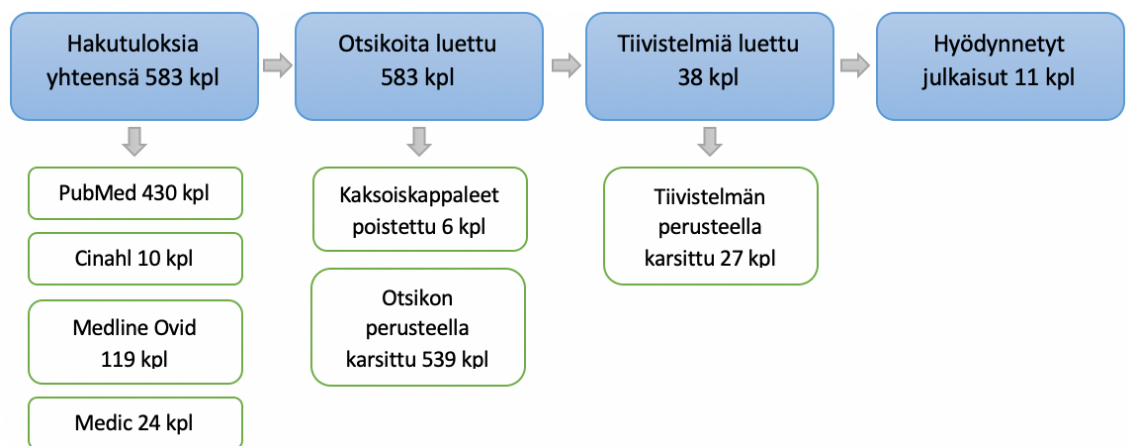 Hakutuloksia
yhteensä 583 kpl
Otsikoita luettu
583 kpl
Tiivistelmiä luettu
38 kpl
Hyödynnetyt
julkaisut 11 kpl
PubMed 430 kpl
Cinahl 10 kpl
Medline Ovid
119 kpl
Medic 24 kpl
Kaksoiskappaleet
poistettu 6 kpl
Otsikon
perusteella
karsittu 539 kpl
Tiivistelmän
perusteella
karsittu 27 kpl